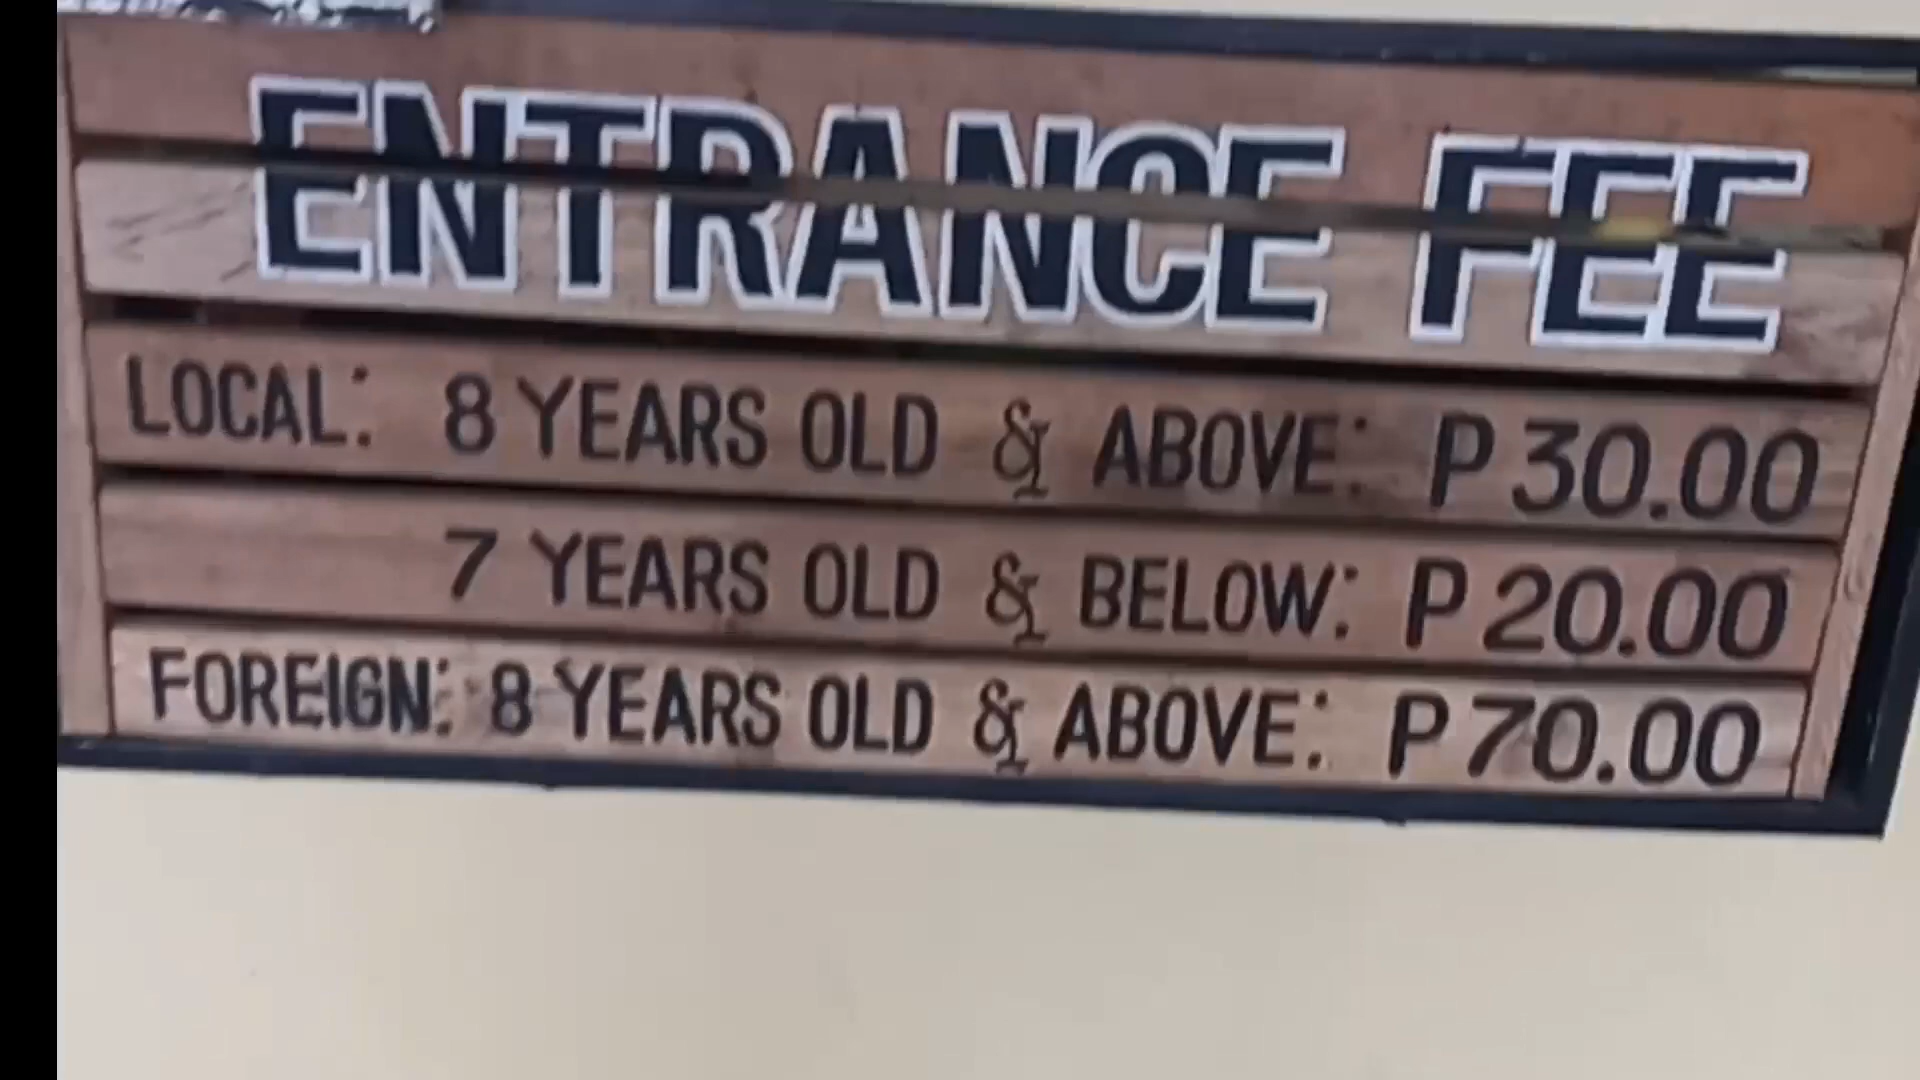 ENTRANCE FEE
LOCAL: 8 YEARS OLD & ABOVE: P 30.00
7 YEARS OLD & BELOW: P 20.00
FOREIGN: 8 YEARS OLD & ABOVE: P 70.00